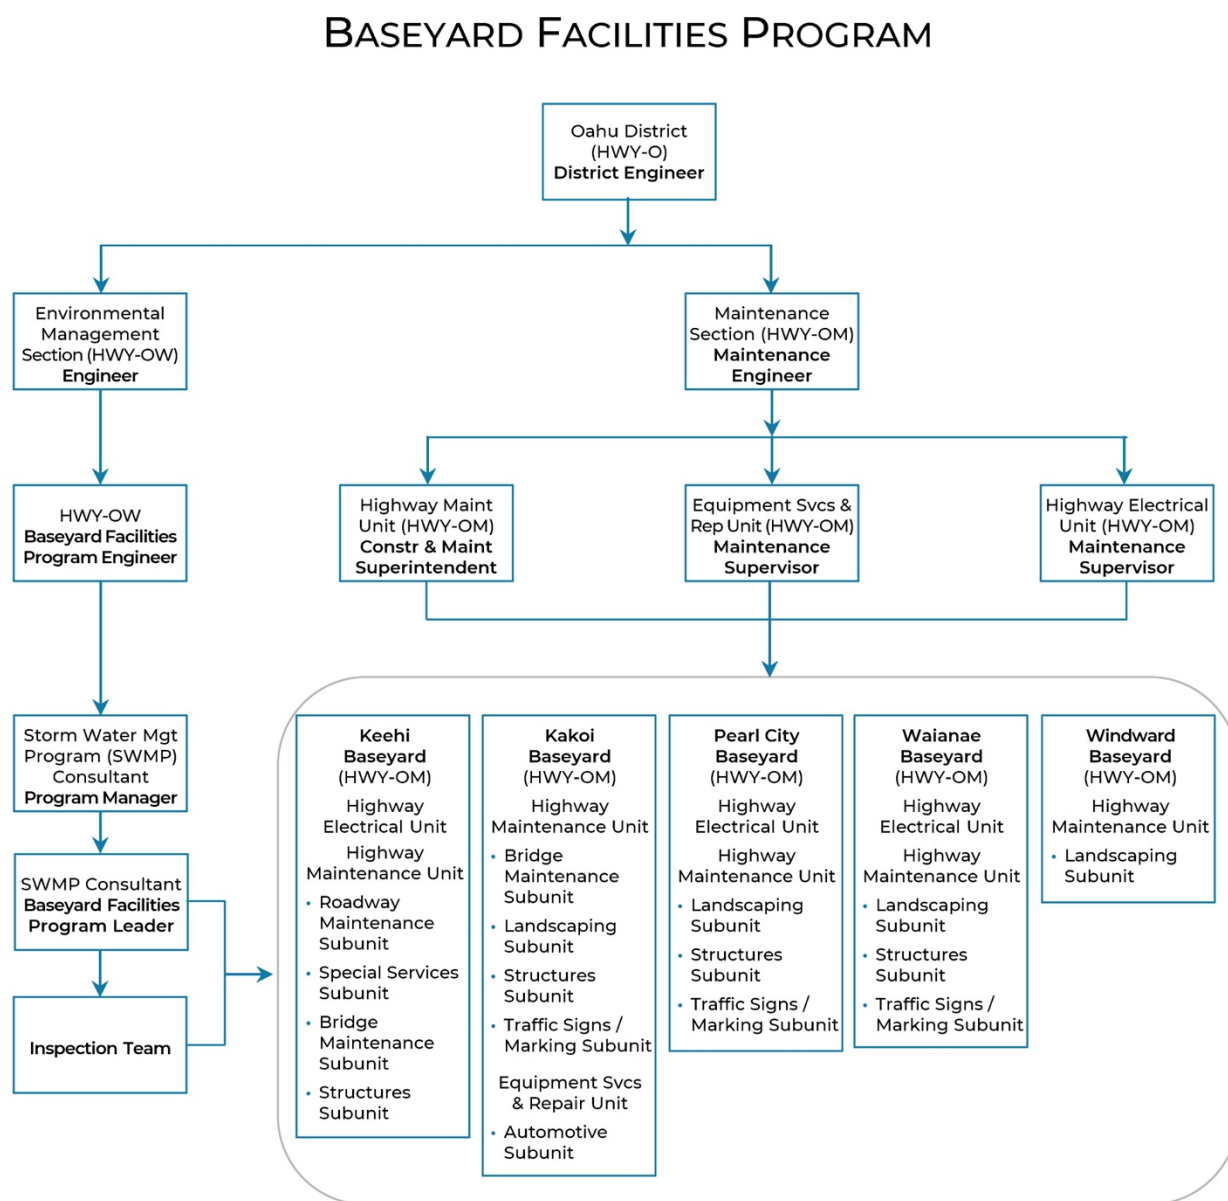 BASEYARD FACILITIES PROGRAM
Oahu District
(HWY-O)
District Engineer
Environmental
Management
Section (HWY-OW)
Engineer
Maintenance
Section (HWY-OM)
Maintenance
Engineer
HWY-OW
Baseyard Facilities
Program Engineer
Highway Maint
Unit (HWY-OM)
Constr & Maint
Superintendent
Equipment Svcs &
Rep Unit (HWY-OM)
Maintenance
Supervisor
Highway Electrical
Unit (HWY-OM)
Maintenance
Supervisor
Storm Water Mgt
Program (SWMP)
Consultant
Program Manager
SWMP Consultant
Baseyard Facilities
Program Leader
Inspection Team
Keehi
Baseyard
(HWY-OM)
Highway
Electrical Unit
Highway
Maintenance Unit
• Roadway
Maintenance
Subunit
• Special Services
Subunit
• Bridge
Maintenance
Subunit
• Structures
Subunit
Kakoi
Baseyard
(HWY-OM)
Highway
Maintenance Unit
• Bridge
Maintenance
Subunit
• Landscaping
Subunit
• Structures
Subunit
• Traffic Signs /
Marking Subunit
Equipment Svcs
& Repair Unit
• Automotive
Subunit
Pearl City
Baseyard
(HWY-OM)
Highway
Electrical Unit
Highway
Maintenance Unit
• Landscaping
Subunit
• Structures
Subunit
• Traffic Signs /
Marking Subunit
Waianae
Baseyard
(HWY-OM)
Highway
Electrical Unit
Highway
Maintenance Unit
• Landscaping
Subunit
• Structures
Subunit
• Traffic Signs /
Marking Subunit
Windward
Baseyard
(HWY-OM)
Highway
Maintenance Unit
• Landscaping
Subunit